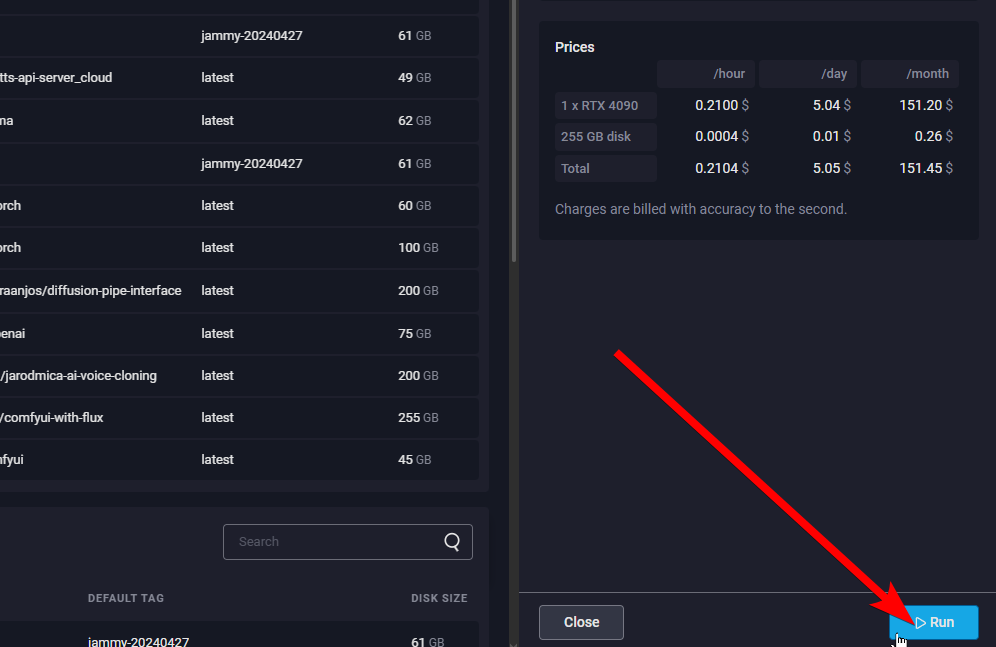 jammy-20240427 61 GB
tts-api-server_cloud latest 49 GB
ma latest 62 GB
jammy-20240427 61 GB
orch latest 60 GB
orch latest 100 GB
raanjos/diffusion-pipe-interface latest 200 GB
enai latest 75 GB
/jarodmica-ai-voice-cloning latest 200 GB
/comfyui-with-flux latest 255 GB
nfyui latest 45 GB
Search
DEFAULT TAG DISK SIZE
jammy-20240427 61 GB
Prices
/hour /day /month
1 x RTX 4090 0.2100 $ 5.04 $ 151.20 $
255 GB disk 0.0004 $ 0.01 $ 0.26 $
Total 0.2104 $ 5.05 $ 151.45 $
Charges are billed with accuracy to the second.
Close Run